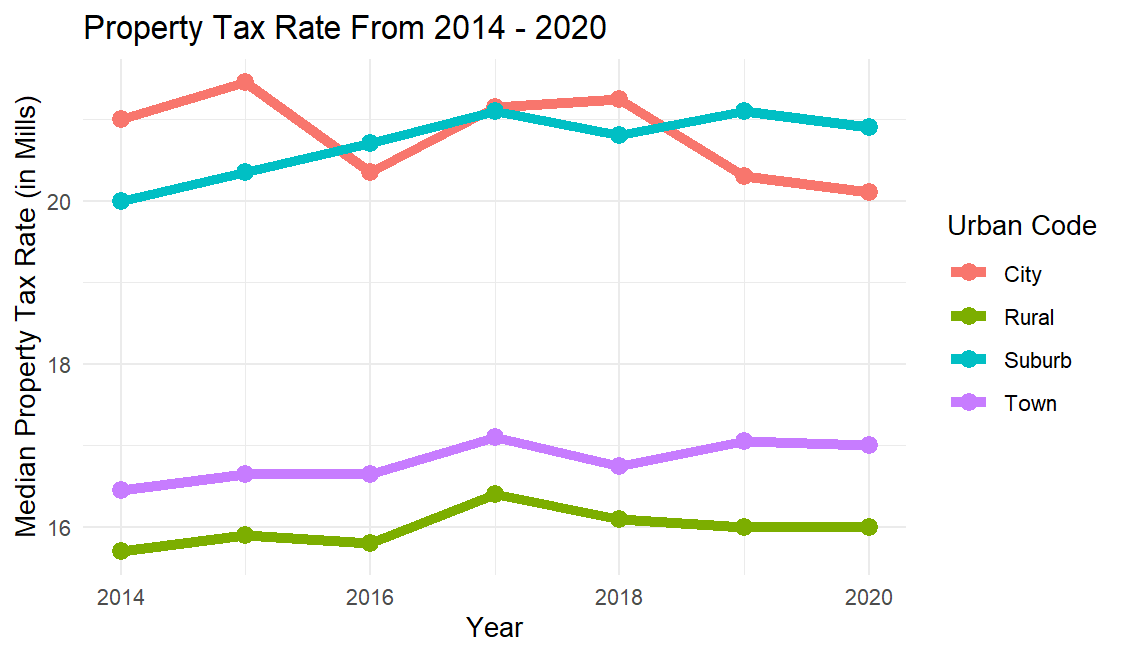 Property Tax Rate From 2014 - 2020
Median Property Tax Rate (in Mills)
20
18
16
2014 2016 2018 2020
Year
Urban Code
City
Rural
Suburb
Town